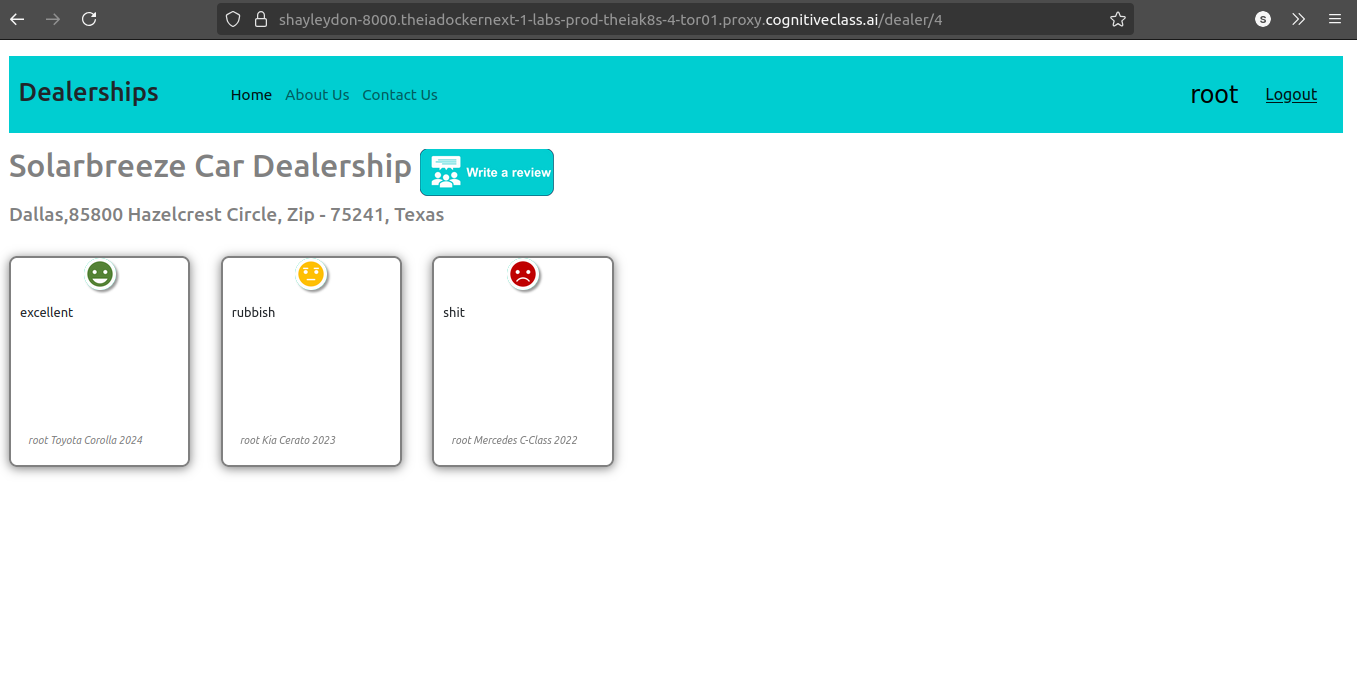 shayleydon-8000.theiadockernext-1-labs-prod-theiak8s-4-tor01.proxy.cognitiveclass.ai/dealer/4
S
Dealerships Home About Us Contact Us root Logout
Solarbreeze Car Dealership Write a review
Dallas,85800 Hazelcrest Circle, Zip - 75241, Texas
excellent rubbish shit
root Toyota Corolla 2024 root Kia Cerato 2023 root Mercedes C-Class 2022